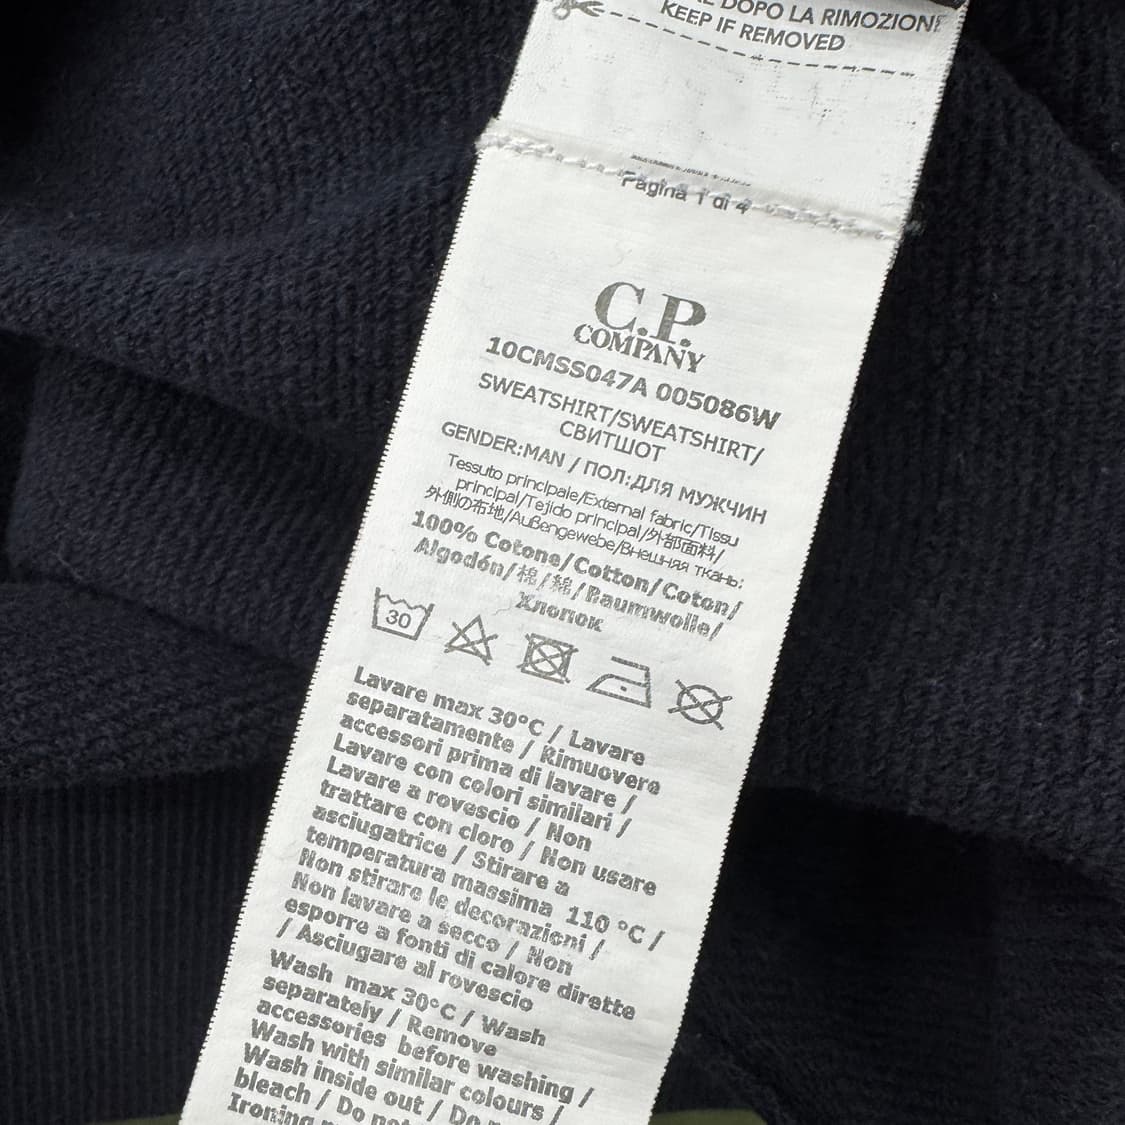 DOPO LA RIMOZIONE
KEEP IF REMOVED
Pagina 1 di 4
C.P.
COMPANY
10CMSS047A 005086W
SWEATSHIRT/SWEATSHIRT/
СВИТШОТ
GENDER:MAN / ПОЛ:ДЛЯ МУЖЧИН
Tessuto principale/External fabric/Tissu
principal/Tejido principal/外部面料/
外側の布地/Außengewebe/Внешняя ткань:
100% Cotone/Cotton/Coton/
Algodón/棉/綿/Baumwolle/
Хлопок
30
Lavare max 30°C / Lavare
separatamente / Rimuovere
accessori prima di lavare /
Lavare con colori similari /
Lavare a rovescio / Non
trattare con cloro / Non usare
asciugatrice / Stirare a
temperatura massima 110 °C /
Non stirare le decorazioni /
Non lavare a secco / Non
esporre a fonti di calore dirette
/ Asciugare al rovescio
Wash max 30°C / Wash
separately / Remove
accessories before washing /
Wash with similar colours /
Wash inside out / Do
bleach / Do not
Ironing